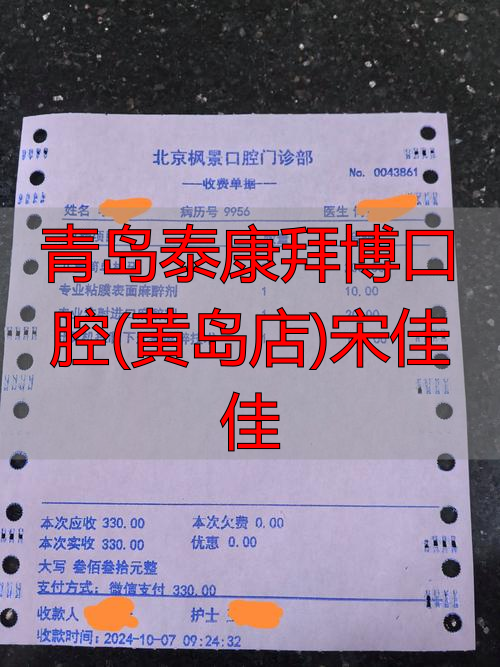 北京枫景口腔门诊部
——收费单据——
No. 0043861
姓名 病历号 9956 医生
青岛泰康拜博口
腔(黄岛店)宋佳
佳
专业粘膜表面麻醉剂 1 10.00
本次应收 330.00 本次欠费 0.00
本次实收 330.00 优惠 0.00
大写 叁佰叁拾元整
支付方式: 微信支付 330.00
收款人 护士
收款时间:2024-10-07 09:24:32